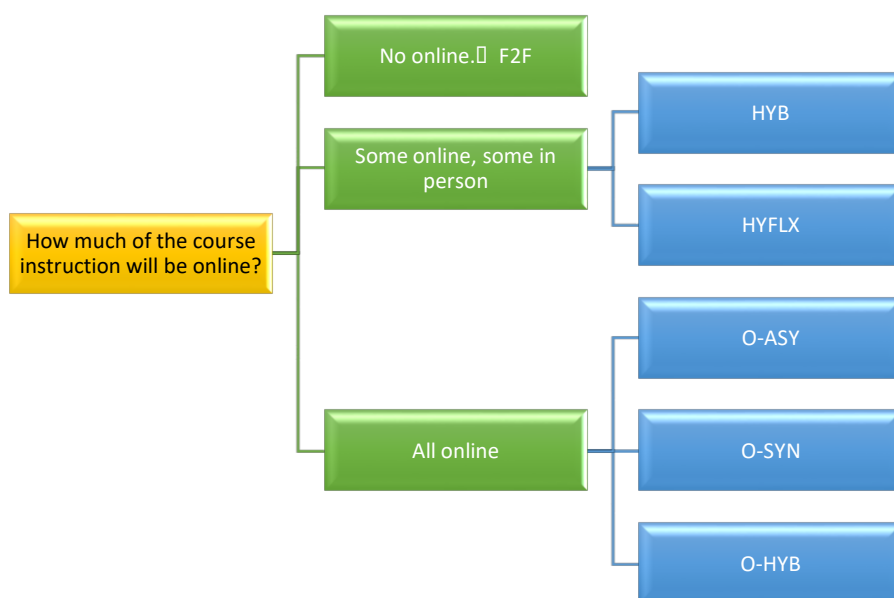 How much of the course
instruction will be online?
No online.▯ F2F
Some online, some in
person
HYB
HYFLX
All online
O-ASY
O-SYN
O-HYB